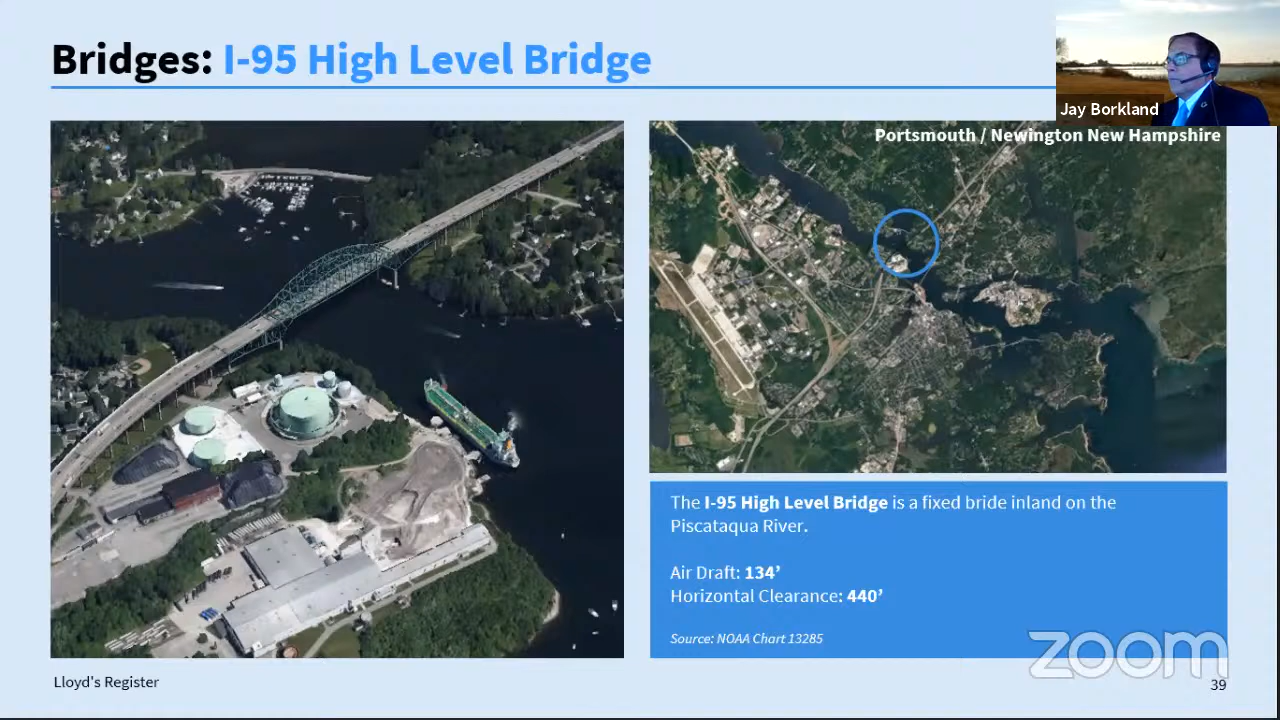 Bridges: I-95 High Level Bridge
Jay Borkland
Portsmouth / Newington New Hampshire
The I-95 High Level Bridge is a fixed bride inland on the
Piscataqua River.
Air Draft: 134’
Horizontal Clearance: 440’
Source: NOAA Chart 13285
zoom
Lloyd's Register
39